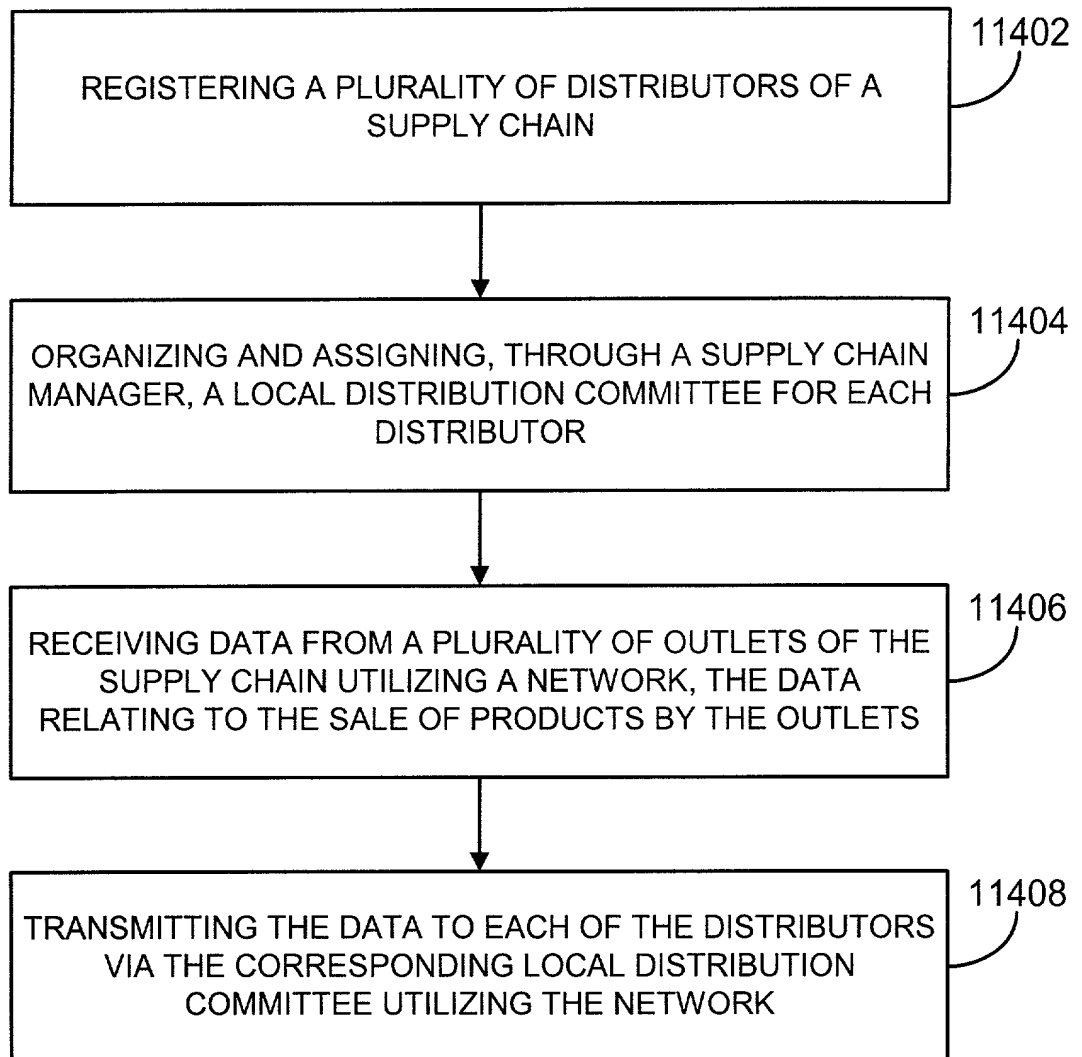 11402
REGISTERING A PLURALITY OF DISTRIBUTORS OF A
SUPPLY CHAIN
11404
ORGANIZING AND ASSIGNING, THROUGH A SUPPLY CHAIN
MANAGER, A LOCAL DISTRIBUTION COMMITTEE FOR EACH
DISTRIBUTOR
11406
RECEIVING DATA FROM A PLURALITY OF OUTLETS OF THE
SUPPLY CHAIN UTILIZING A NETWORK, THE DATA
RELATING TO THE SALE OF PRODUCTS BY THE OUTLETS
11408
TRANSMITTING THE DATA TO EACH OF THE DISTRIBUTORS
VIA THE CORRESPONDING LOCAL DISTRIBUTION
COMMITTEE UTILIZING THE NETWORK